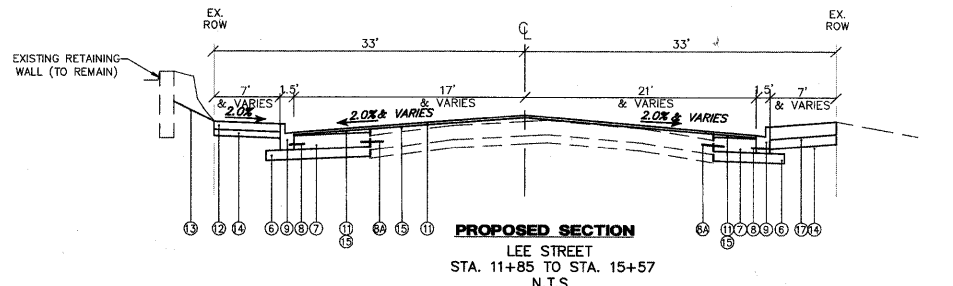 EX.
ROW
EX.
ROW
CL
33'
33'
EXISTING RETAINING
WALL (TO REMAIN)
7'
& VARIES
1.5'
17'
& VARIES
21'
& VARIES
1.5'
7'
& VARIES
2.0%
2.0% & VARIES
2.0% & VARIES
13 12 14 6 9 8 7 11 8A 15 11 8A 11 7 8 9 6 17 14
15 15
PROPOSED SECTION
LEE STREET
STA. 11+85 TO STA. 15+57
N.T.S.